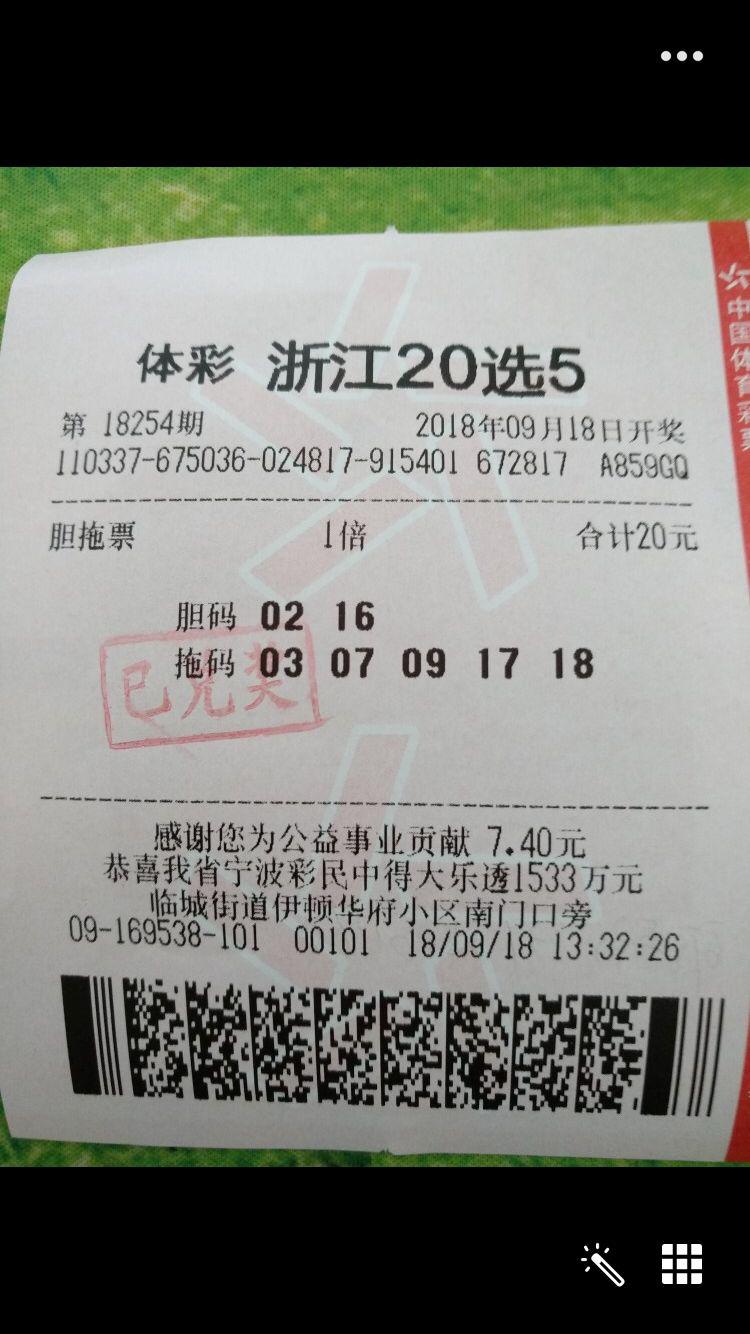 体彩 浙江20选5
第 18254期 2018年09月18日开奖
110337-675036-024817-915401 672817 A859GQ
胆拖票 1倍 合计20元
胆码 02 16
拖码 03 07 09 17 18
已兑奖
感谢您为公益事业贡献 7.40元
恭喜我省宁波彩民中得大乐透1533万元
临城街道伊顿华府小区南门口旁
09-169538-101 00101 18/09/18 13:32:26
中国体育彩票